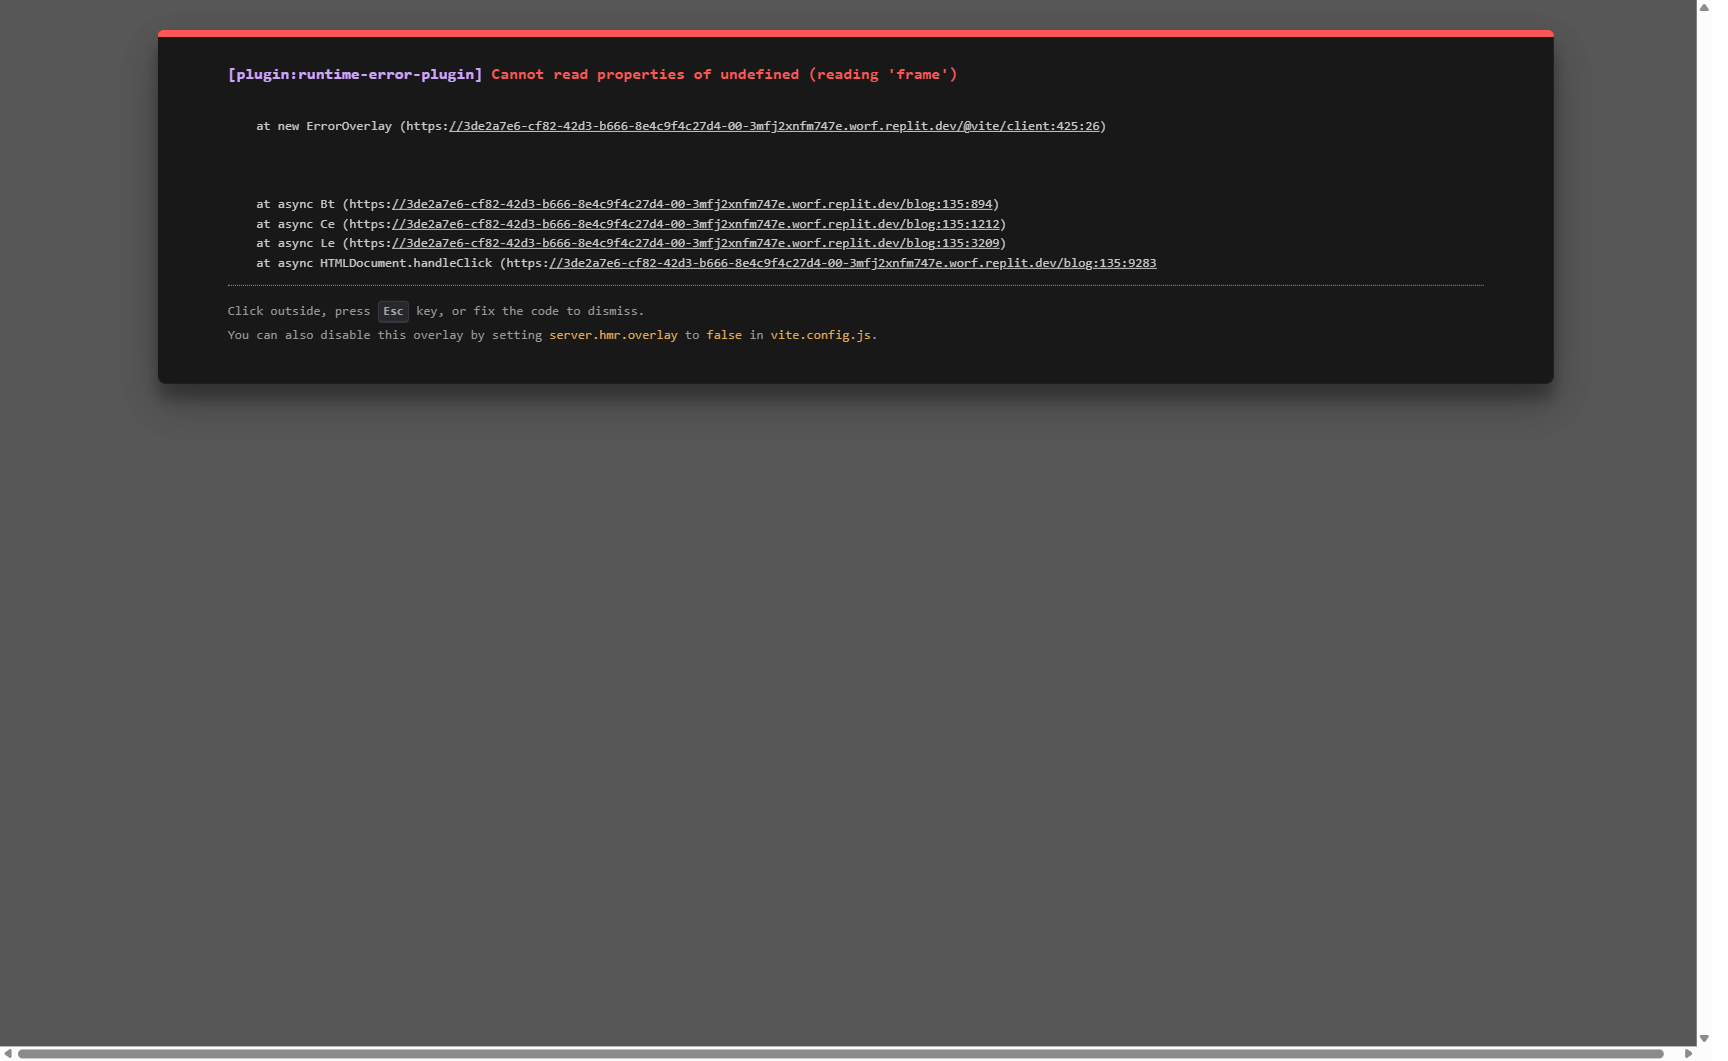 [plugin:runtime-error-plugin] Cannot read properties of undefined (reading 'frame')
at new ErrorOverlay (https://3de2a7e6-cf82-42d3-b666-8e4c9f4c27d4-00-3mfj2xnfm747e.worf.replit.dev/@vite/client:425:26)
at async Bt (https://3de2a7e6-cf82-42d3-b666-8e4c9f4c27d4-00-3mfj2xnfm747e.worf.replit.dev/blog:135:894)
at async Ce (https://3de2a7e6-cf82-42d3-b666-8e4c9f4c27d4-00-3mfj2xnfm747e.worf.replit.dev/blog:135:1212)
at async Le (https://3de2a7e6-cf82-42d3-b666-8e4c9f4c27d4-00-3mfj2xnfm747e.worf.replit.dev/blog:135:3209)
at async HTMLDocument.handleClick (https://3de2a7e6-cf82-42d3-b666-8e4c9f4c27d4-00-3mfj2xnfm747e.worf.replit.dev/blog:135:9283
Click outside, press Esc key, or fix the code to dismiss.
You can also disable this overlay by setting server.hmr.overlay to false in vite.config.js.